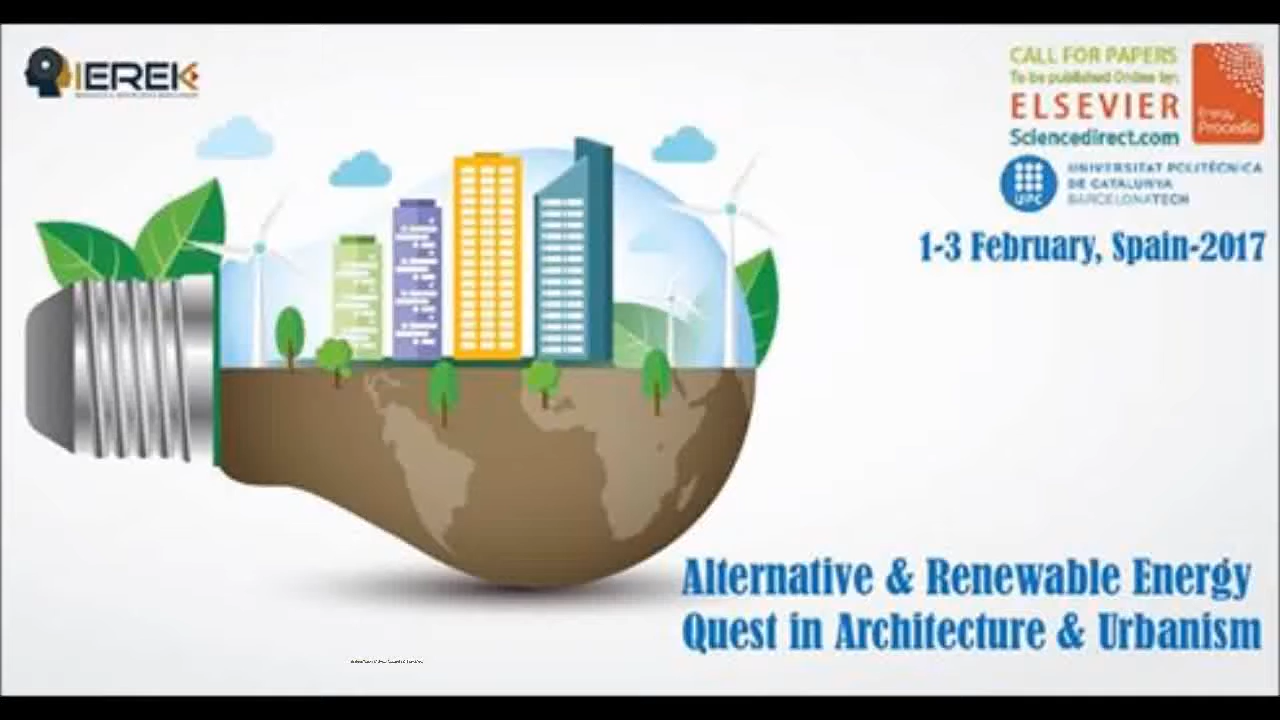 IEREK
CALL FOR PAPERS
To be published Online by:
ELSEVIER
Sciencedirect.com
Energy
Procedia
UPC
UNIVERSITAT POLITÈCNICA
DE CATALUNYA
BARCELONATECH
1-3 February, Spain-2017
Alternative & Renewable Energy
Quest in Architecture & Urbanism